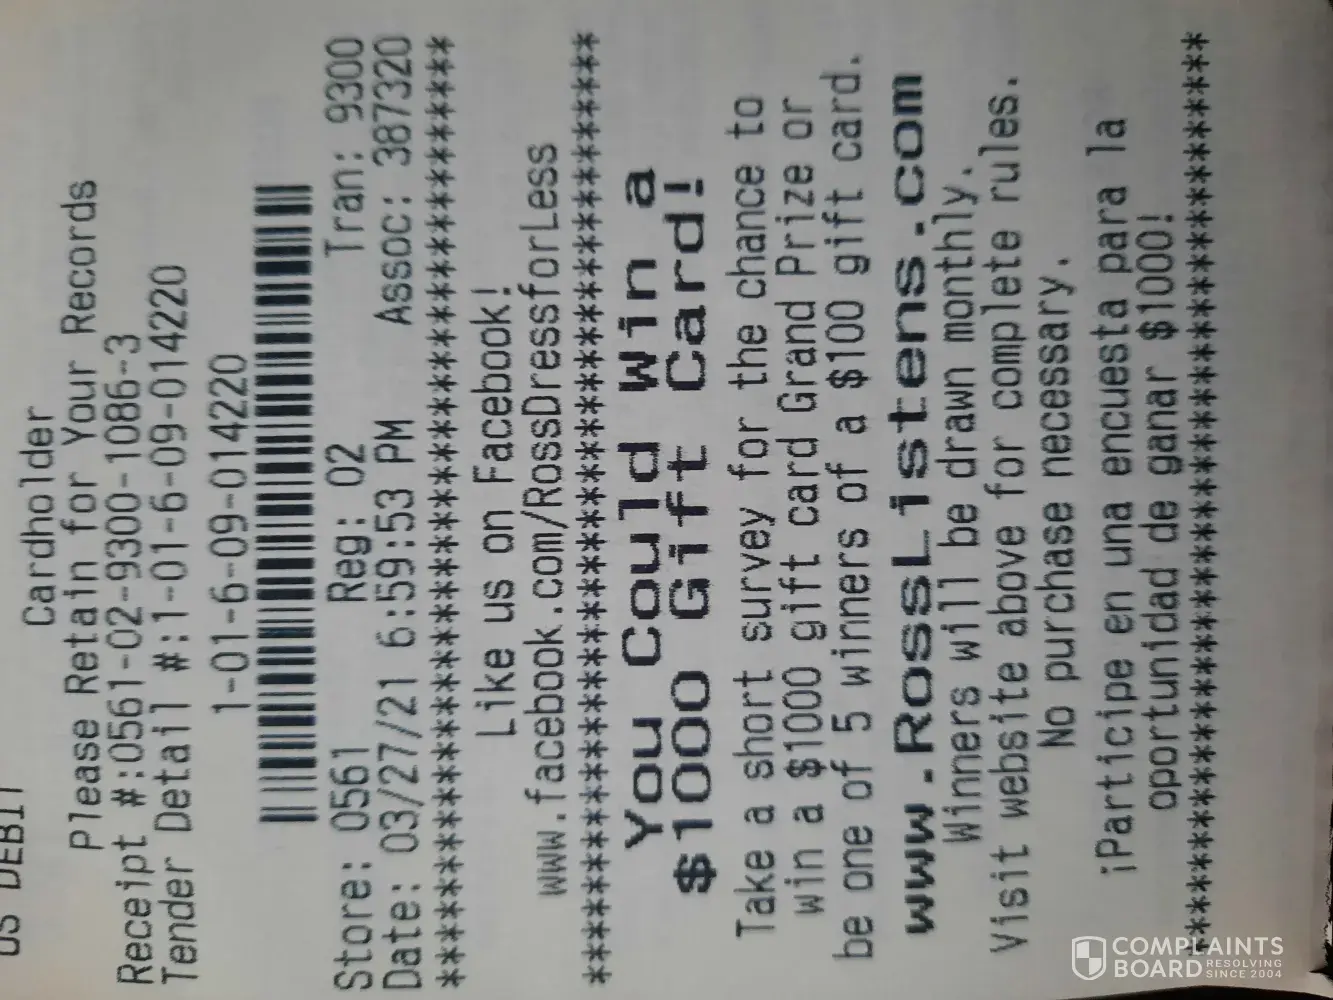 US DEBIT
Cardholder
Please Retain for Your Records
Receipt #:0561-02-9300-1086-3
Tender Detail #:1-01-6-09-014220
1-01-6-09-014220
Store: 0561 Reg: 02 Tran: 9300
Date: 03/27/21 6:59:53 PM Assoc: 387320
****************************************
Like us on Facebook!
www.facebook.com/RossDressforLess
****************************************
You Could Win a
$1000 Gift Card!
Take a short survey for the chance to
win a $1000 gift card Grand Prize or
be one of 5 winners of a $100 gift card.
www.RossListens.com
Winners will be drawn monthly.
Visit website above for complete rules.
No purchase necessary.
¡Participe en una encuesta para la
oportunidad de ganar $1000!
****************************************
COMPLAINTS
BOARD RESOLVING
SINCE 2004